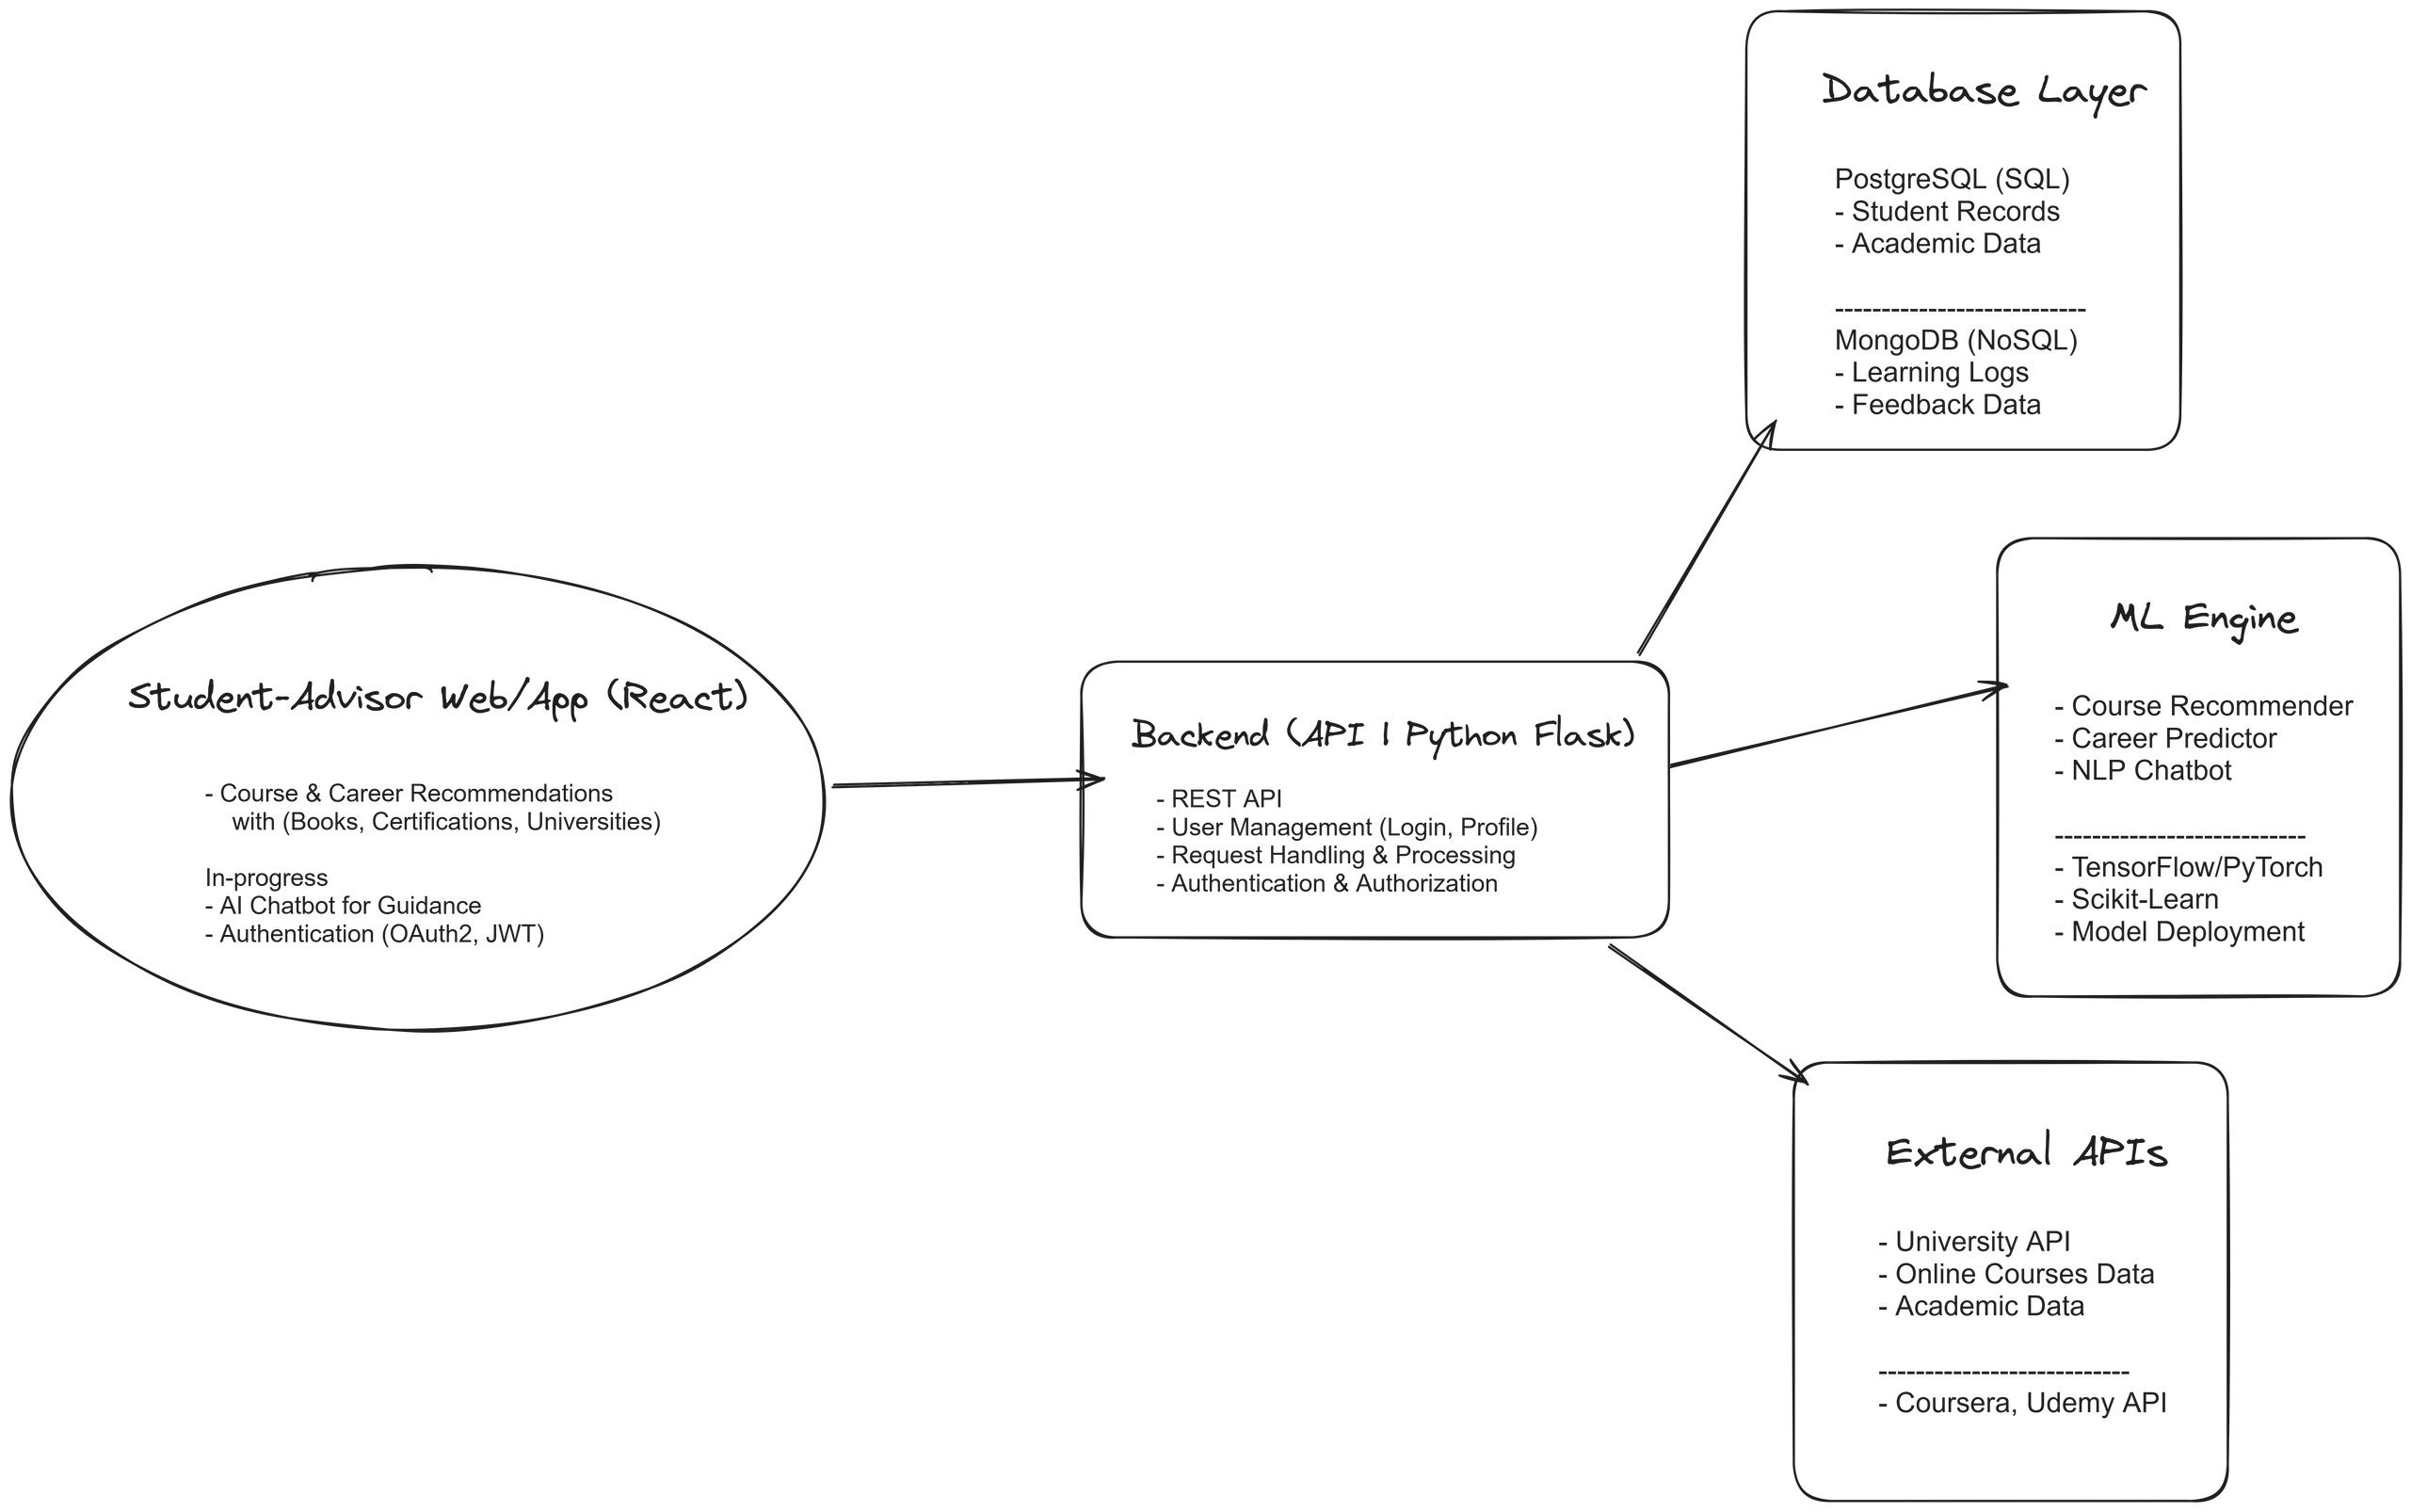 Database Layer
PostgreSQL (SQL)
- Student Records
- Academic Data
---------------------------
MongoDB (NoSQL)
- Learning Logs
- Feedback Data
Student-Advisor Web/App (React)
- Course & Career Recommendations
with (Books, Certifications, Universities)
In-progress
- AI Chatbot for Guidance
- Authentication (OAuth2, JWT)
Backend (API | Python Flask)
- REST API
- User Management (Login, Profile)
- Request Handling & Processing
- Authentication & Authorization
ML Engine
- Course Recommender
- Career Predictor
- NLP Chatbot
---------------------------
- TensorFlow/PyTorch
- Scikit-Learn
- Model Deployment
External APIs
- University API
- Online Courses Data
- Academic Data
---------------------------
- Coursera, Udemy API